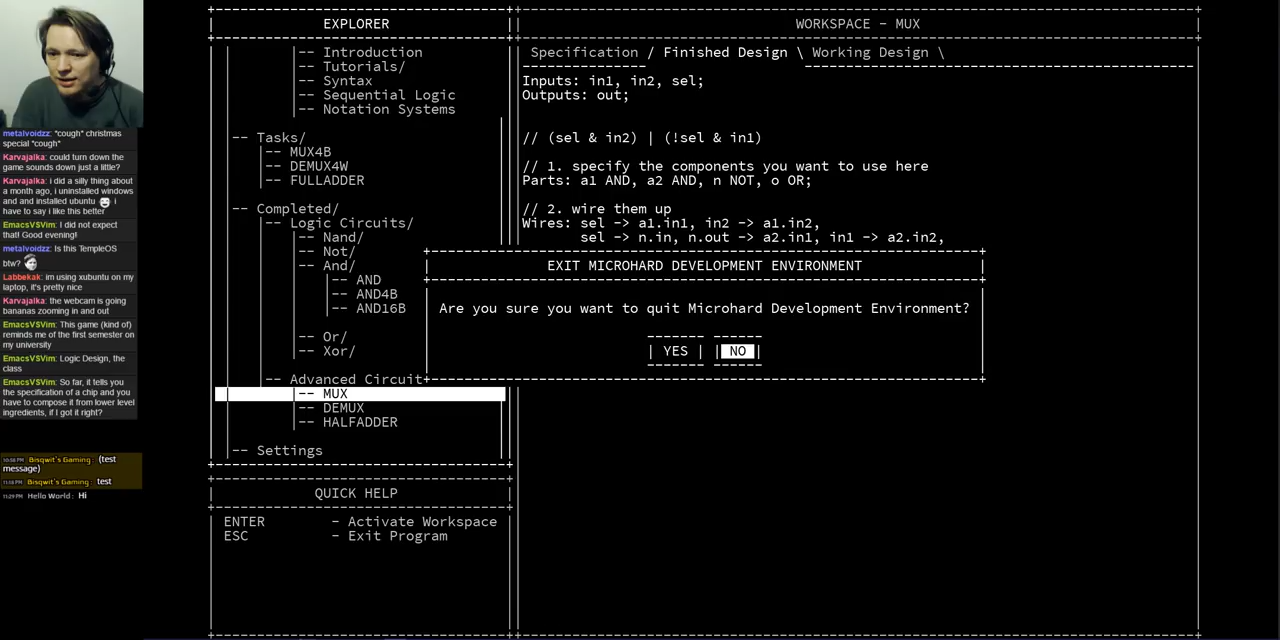 metalvoidzz: *cough* christmas
special *cough*
Karvajalka: could turn down the
game sounds down just a little?
Karvajalka: i did a silly thing about
a month ago, i uninstalled windows
and and installed ubuntu i
have to say i like this better
EmacsVSVim: I did not expect
that! Good evening!
metalvoidzz: Is this TempleOS
btw?
Labbekak: im using xubuntu on my
laptop, it's pretty nice
Karvajalka: the webcam is going
bananas zooming in and out
EmacsVSVim: This game (kind of)
reminds me of the first semester on
my university
EmacsVSVim: Logic Design, the
class
EmacsVSVim: So far, it tells you
the specification of a chip and you
have to compose it from lower level
ingredients, if I got it right?
10:58 PM Bisqwit's Gaming: (test
message)
11:18 PM Bisqwit's Gaming: test
11:29 PM Hello World: Hi
EXPLORER
|-- Introduction
|-- Tutorials/
|-- Syntax
|-- Sequential Logic
|-- Notation Systems
-- Tasks/
|-- MUX4B
|-- DEMUX4W
|-- FULLADDER
-- Completed/
|-- Logic Circuits/
|-- Nand/
|-- Not/
|-- And/
|-- AND
|-- AND4B
|-- AND16B
|-- Or/
|-- Xor/
|-- Advanced Circuit
|-- MUX
|-- DEMUX
|-- HALFADDER
-- Settings
QUICK HELP
ENTER - Activate Workspace
ESC - Exit Program
WORKSPACE - MUX
Specification / Finished Design \ Working Design \
Inputs: in1, in2, sel;
Outputs: out;
// (sel & in2) | (!sel & in1)
// 1. specify the components you want to use here
Parts: a1 AND, a2 AND, n NOT, o OR;
// 2. wire them up
Wires: sel -> a1.in1, in2 -> a1.in2,
sel -> n.in, n.out -> a2.in1, in1 -> a2.in2,
EXIT MICROHARD DEVELOPMENT ENVIRONMENT
Are you sure you want to quit Microhard Development Environment?
| YES | | NO |